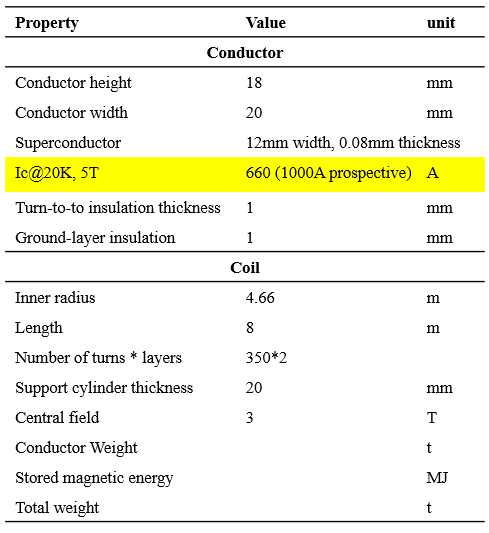 Property Value unit
Conductor
Conductor height 18 mm
Conductor width 20 mm
Superconductor 12mm width, 0.08mm thickness
Ic@20K, 5T 660 (1000A prospective) A
Turn-to-to insulation thickness 1 mm
Ground-layer insulation 1 mm
Coil
Inner radius 4.66 m
Length 8 m
Number of turns * layers 350*2
Support cylinder thickness 20 mm
Central field 3 T
Conductor Weight t
Stored magnetic energy MJ
Total weight t